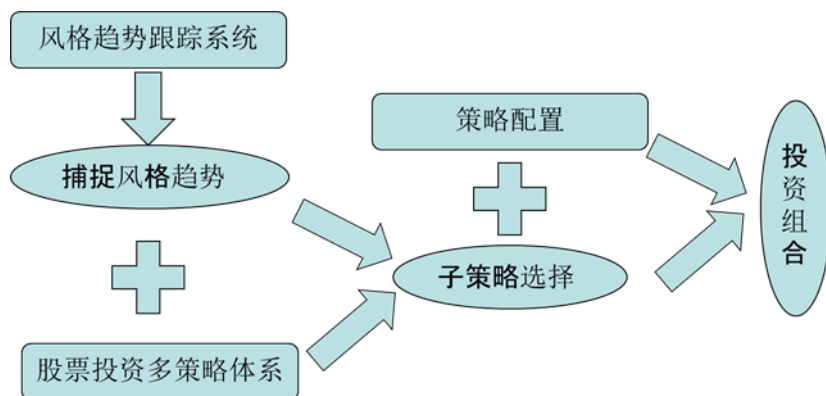 风格趋势跟踪系统
捕捉风格趋势
股票投资多策略体系
策略配置
子策略选择
投资组合